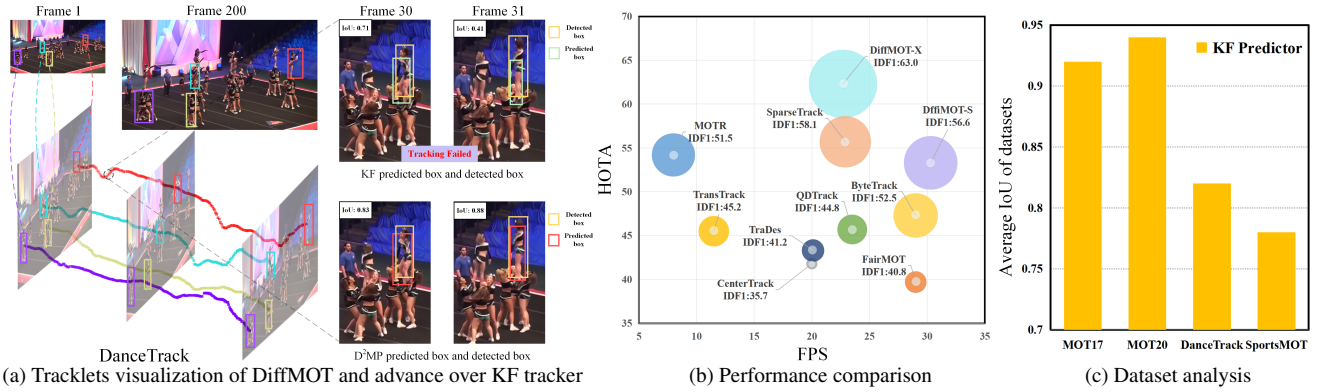 Frame 1
Frame 200
Frame 30
Frame 31
IoU: 0.71
IoU: 0.41
Detected
box
Predicted
box
Tracking Failed
KF predicted box and detected box
IoU: 0.83
IoU: 0.88
Detected
box
Predicted
box
D²MP predicted box and detected box
DanceTrack
(a) Tracklets visualization of DiffMOT and advance over KF tracker
HOTA
70
65
60
55
50
45
40
35
DiffMOT-X
IDF1:63.0
SparseTrack
IDF1:58.1
DffiMOT-S
IDF1:56.6
MOTR
IDF1:51.5
TransTrack
IDF1:45.2
QDTrack
IDF1:44.8
ByteTrack
IDF1:52.5
TraDes
IDF1:41.2
CenterTrack
IDF1:35.7
FairMOT
IDF1:40.8
5 10 15 20 25 30 35
FPS
(b) Performance comparison
Average IoU of datasets
0.95
0.9
0.85
0.8
0.75
0.7
KF Predictor
MOT17 MOT20 DanceTrack SportsMOT
(c) Dataset analysis